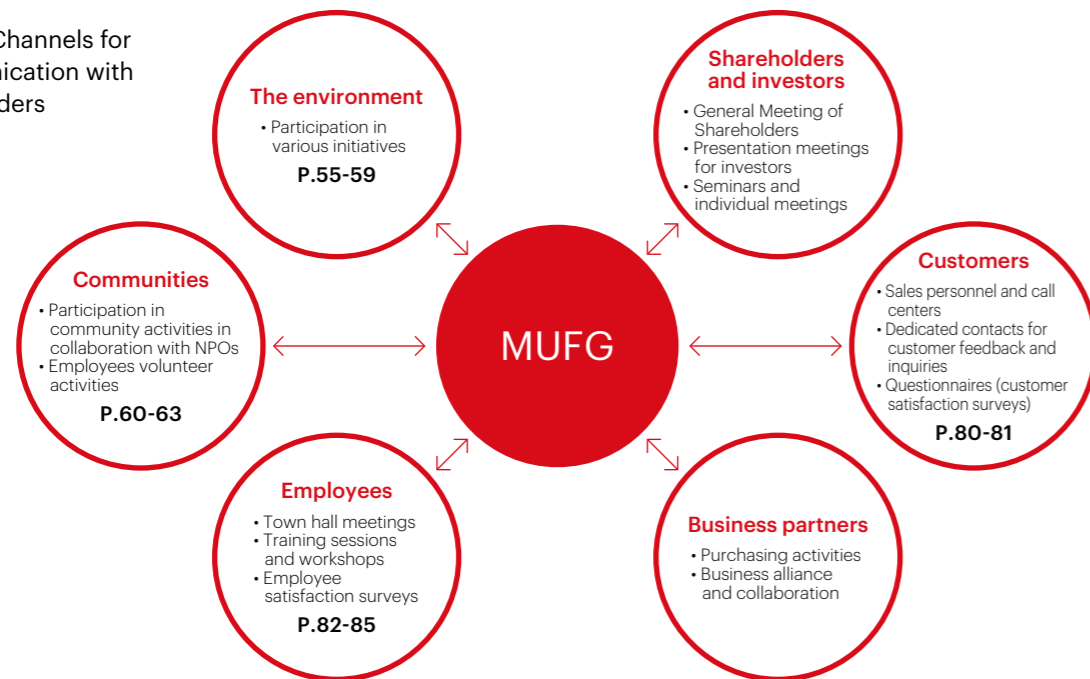 Channels for
ication with
ders
The environment
• Participation in
various initiatives
P.55-59
Shareholders
and investors
• General Meeting of
Shareholders
• Presentation meetings
for investors
• Seminars and
individual meetings
Communities
• Participation in
community activities in
collaboration with NPOs
• Employees volunteer
activities
P.60-63
MUFG
Customers
• Sales personnel and call
centers
• Dedicated contacts for
customer feedback and
inquiries
• Questionnaires (customer
satisfaction surveys)
P.80-81
Employees
• Town hall meetings
• Training sessions
and workshops
• Employee
satisfaction surveys
P.82-85
Business partners
• Purchasing activities
• Business alliance
and collaboration